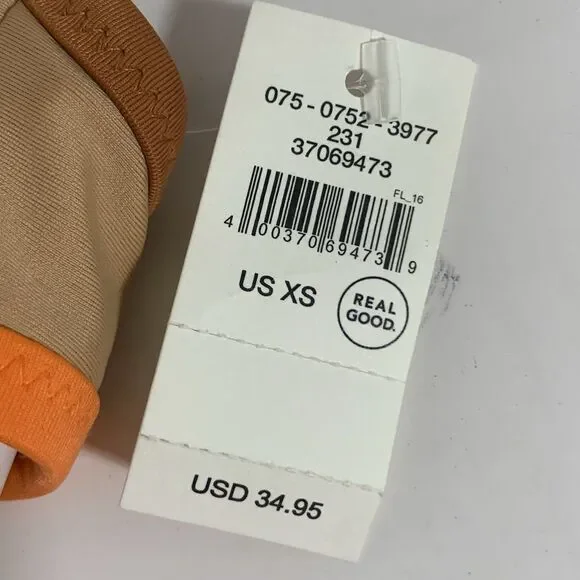 075-0752-3977
231
37069473
FL_16
4 00370 69473 9
US XS
REAL
GOOD.
USD 34.95